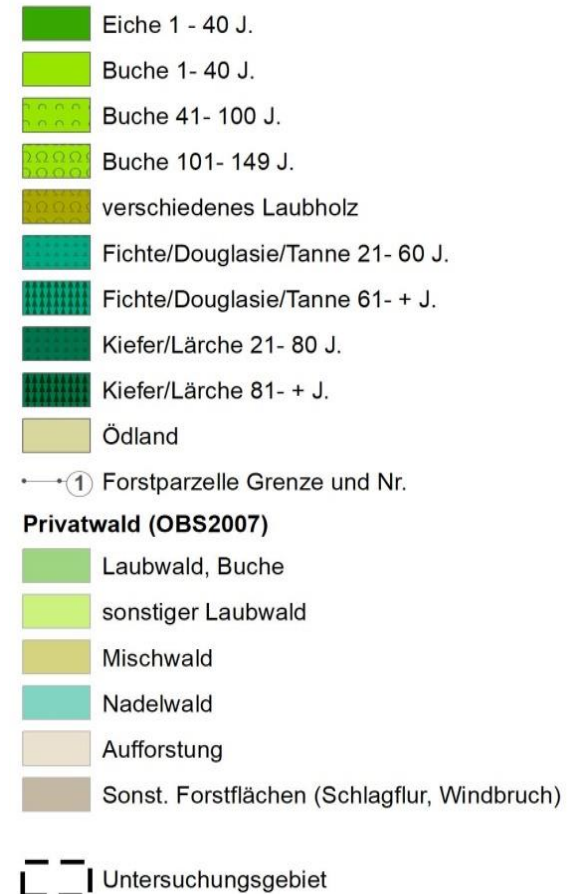 Eiche 1 - 40 J.
Buche 1- 40 J.
Buche 41- 100 J.
Buche 101- 149 J.
verschiedenes Laubholz
Fichte/Douglasie/Tanne 21- 60 J.
Fichte/Douglasie/Tanne 61- + J.
Kiefer/Lärche 21- 80 J.
Kiefer/Lärche 81- + J.
Ödland
1 Forstparzelle Grenze und Nr.
Privatwald (OBS2007)
Laubwald, Buche
sonstiger Laubwald
Mischwald
Nadelwald
Aufforstung
Sonst. Forstflächen (Schlagflur, Windbruch)
Untersuchungsgebiet